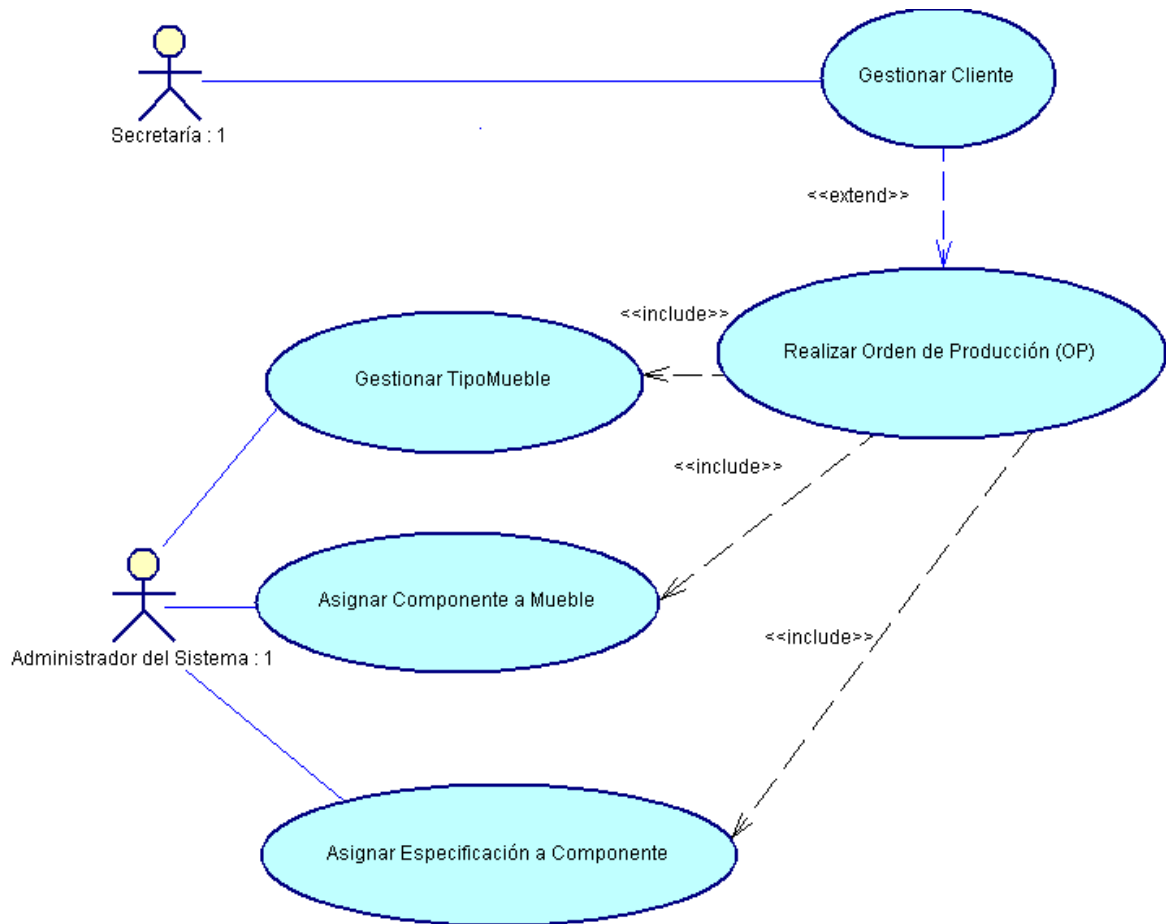 Gestionar Cliente
Secretaría : 1
<<extend>>
<<include>>
Realizar Orden de Producción (OP)
Gestionar TipoMueble
<<include>>
Asignar Componente a Mueble
<<include>>
Administrador del Sistema : 1
Asignar Especificación a Componente